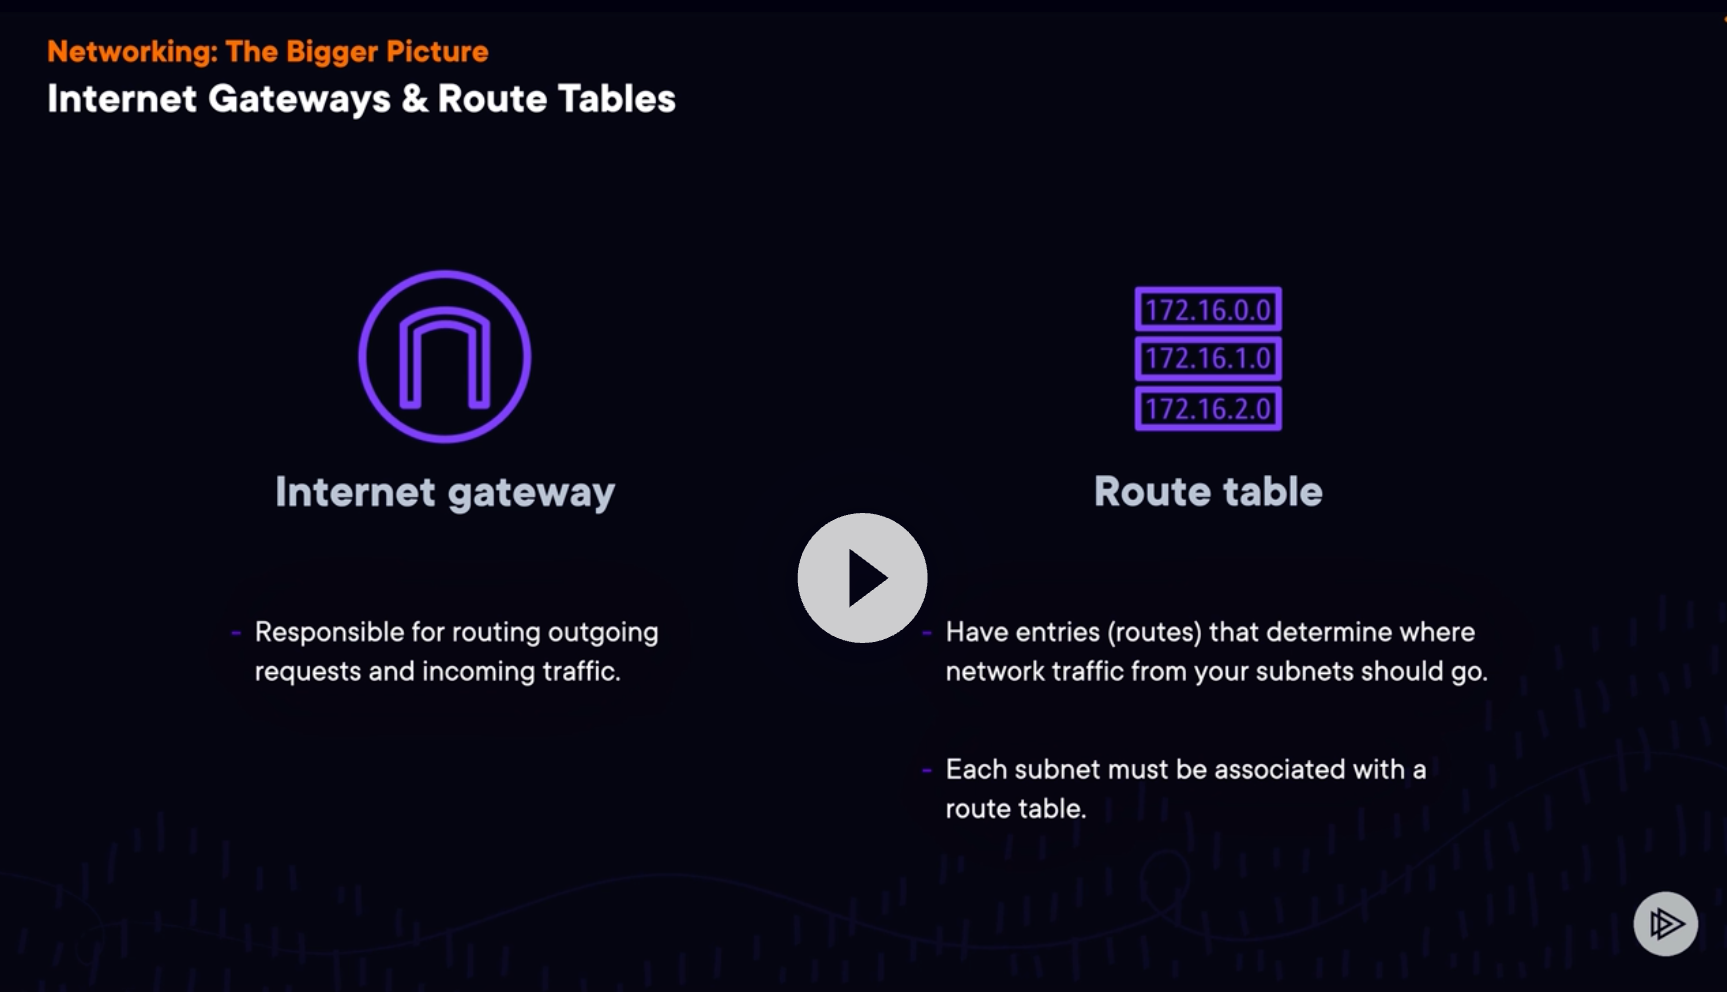 Networking: The Bigger Picture
Internet Gateways & Route Tables
172.16.0.0
172.16.1.0
172.16.2.0
Internet gateway
Route table
- Responsible for routing outgoing
requests and incoming traffic.
- Have entries (routes) that determine where
network traffic from your subnets should go.
- Each subnet must be associated with a
route table.